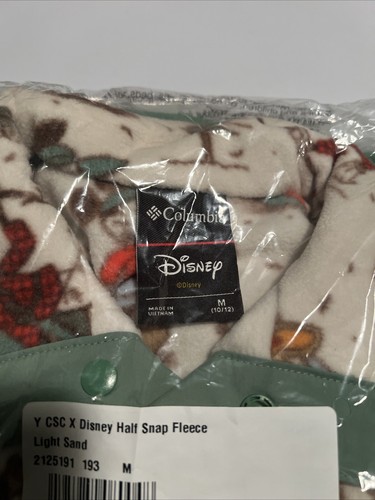 Columbia
Disney
©Disney
MADE IN
VIETNAM
M
(10/12)
Y CSC X Disney Half Snap Fleece
Light Sand
2125191 193 M